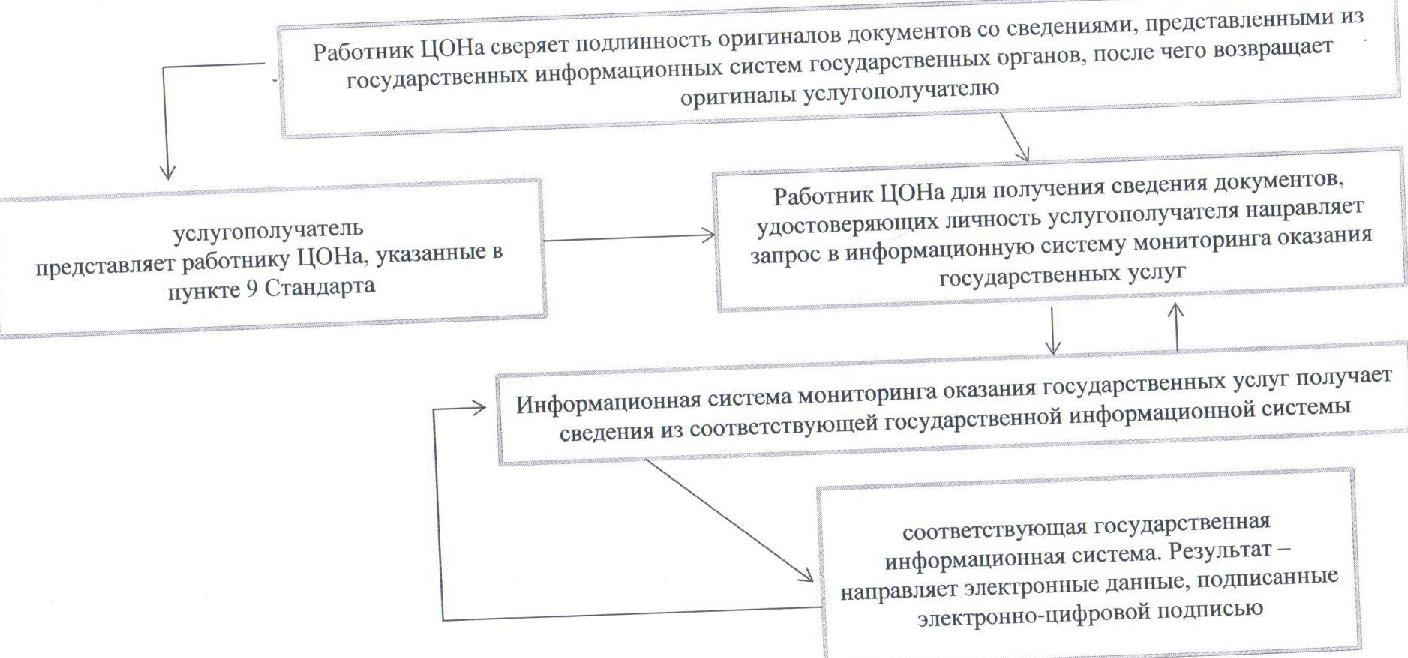 Работник ЦОНа сверяет подлинность оригиналов документов со сведениями, представленными из
государственных информационных систем государственных органов, после чего возвращает
оригиналы услугополучателю
услугополучатель
представляет работнику ЦОНа, указанные в
пункте 9 Стандарта
Работник ЦОНа для получения сведения документов,
удостоверяющих личность услугополучателя направляет
запрос в информационную систему мониторинга оказания
государственных услуг
Информационная система мониторинга оказания государственных услуг получает
сведения из соответствующей государственной информационной системы
соответствующая государственная
информационная система. Результат –
направляет электронные данные, подписанные
электронно-цифровой подписью